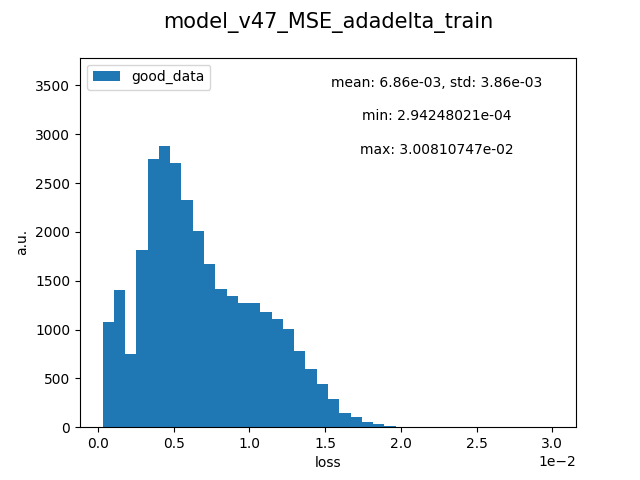 model_v47_MSE_adadelta_train
good_data
mean: 6.86e-03, std: 3.86e-03
min: 2.94248021e-04
max: 3.00810747e-02
3500
3000
2500
2000
1500
1000
500
0
a.u.
0.0 0.5 1.0 1.5 2.0 2.5 3.0
loss
1e−2